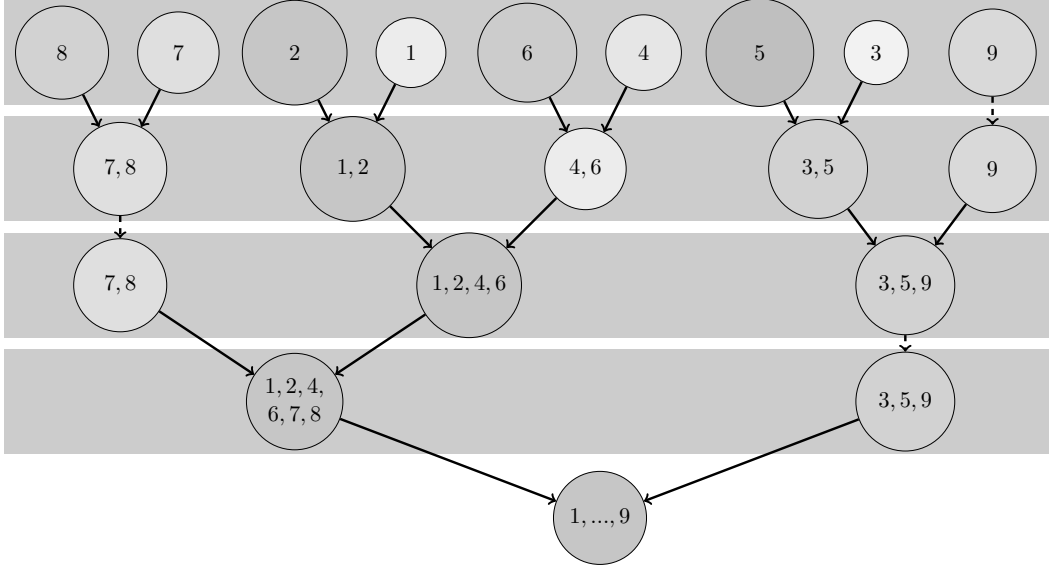 8
7
2
1
6
4
5
3
9
7, 8
1, 2
4, 6
3, 5
9
7, 8
1, 2, 4, 6
3, 5, 9
1, 2, 4,
6, 7, 8
3, 5, 9
1, ..., 9